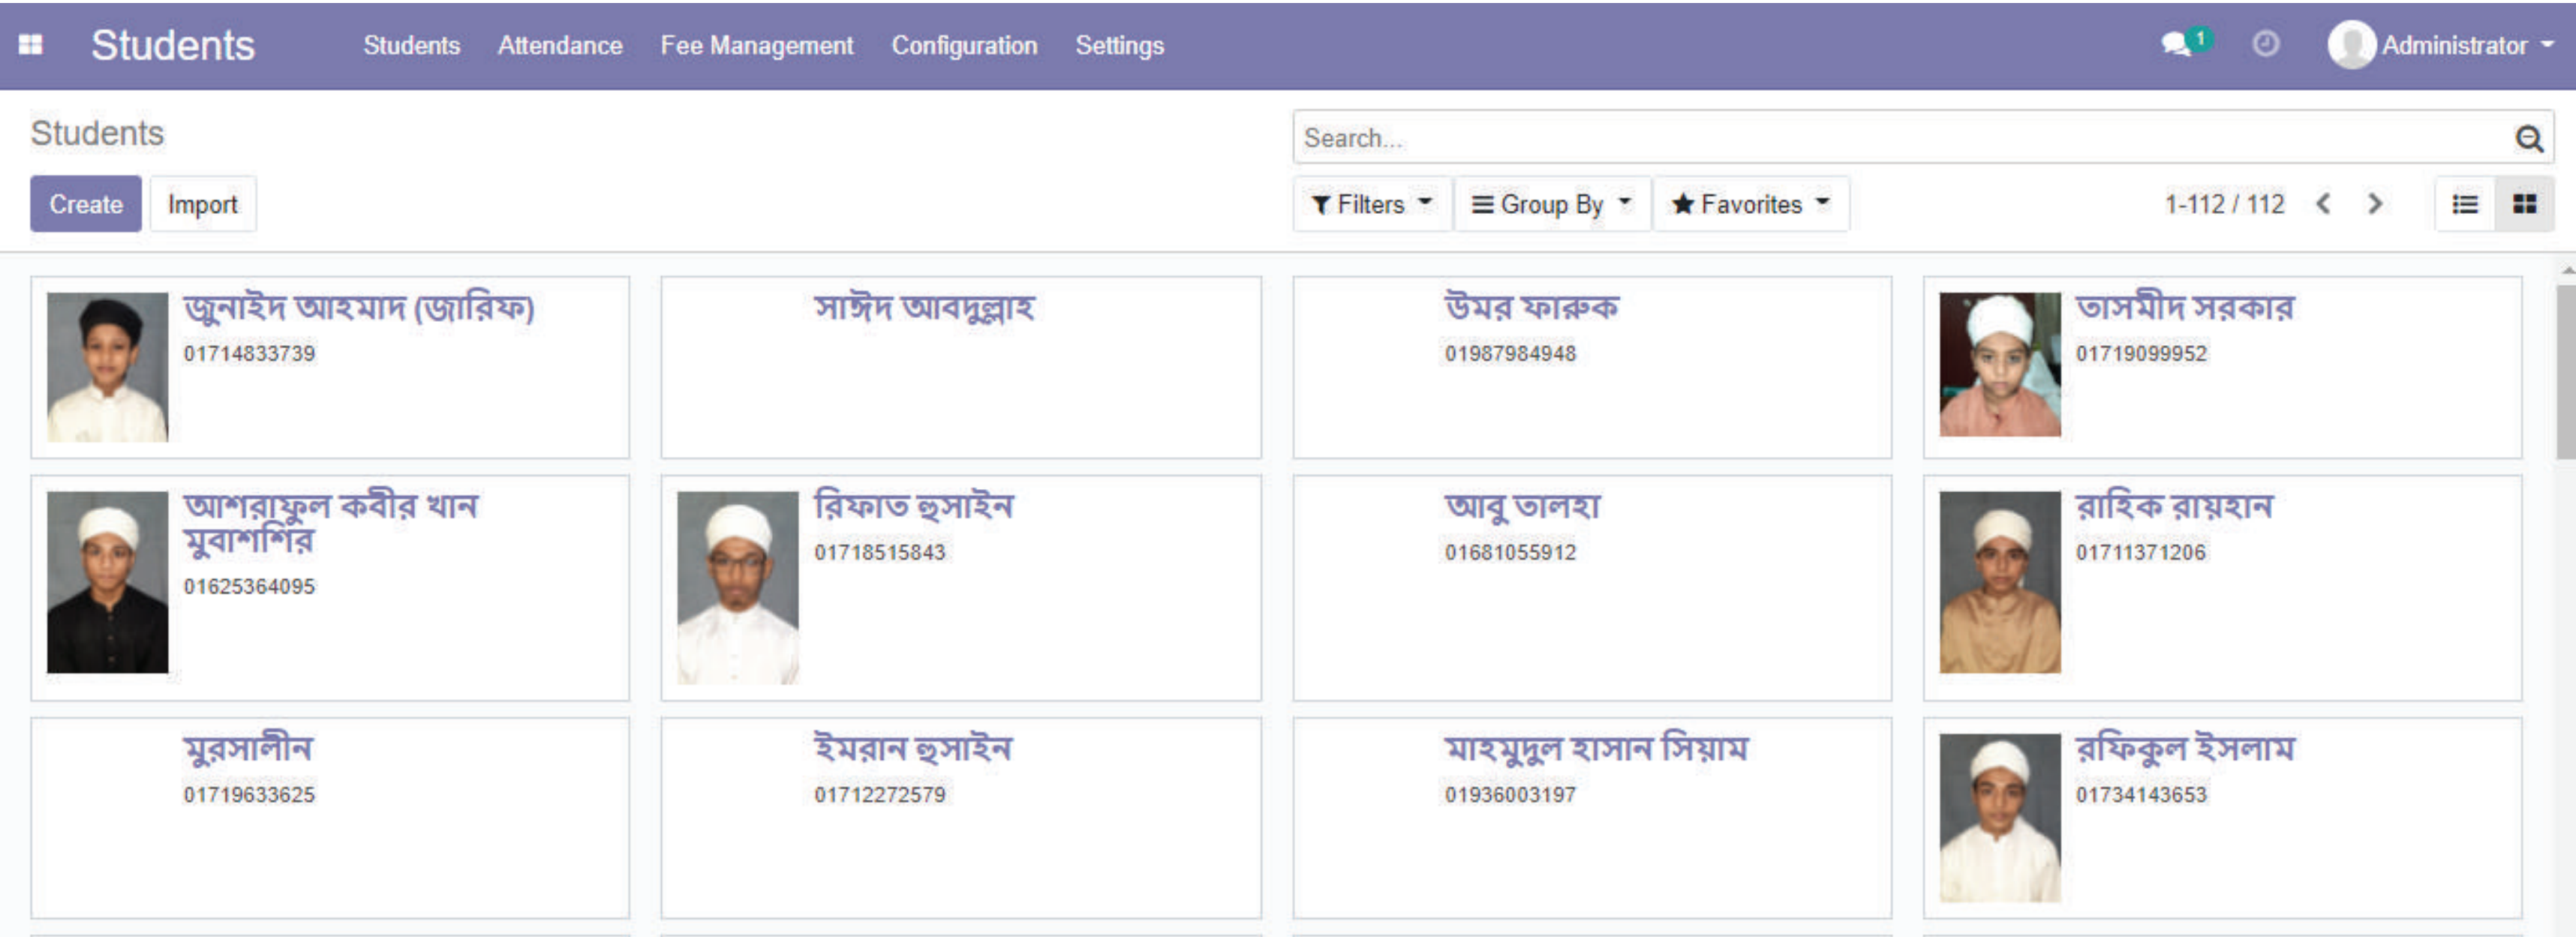 Students Students Attendance Fee Management Configuration Settings 1 Administrator
Students
Search...
Create Import Filters Group By Favorites 1-112 / 112
জুনাইদ আহমাদ (জারিফ)
01714833739
সাঈদ আবদুল্লাহ
উমর ফারুক
01987984948
তাসমীদ সরকার
01719099952
আশরাফুল কবীর খান
মুবাশশির
01625364095
রিফাত হুসাইন
01718515843
আবু তালহা
01681055912
রাহিক রায়হান
01711371206
মুরসালীন
01719633625
ইমরান হুসাইন
01712272579
মাহমুদুল হাসান সিয়াম
01936003197
রফিকুল ইসলাম
01734143653